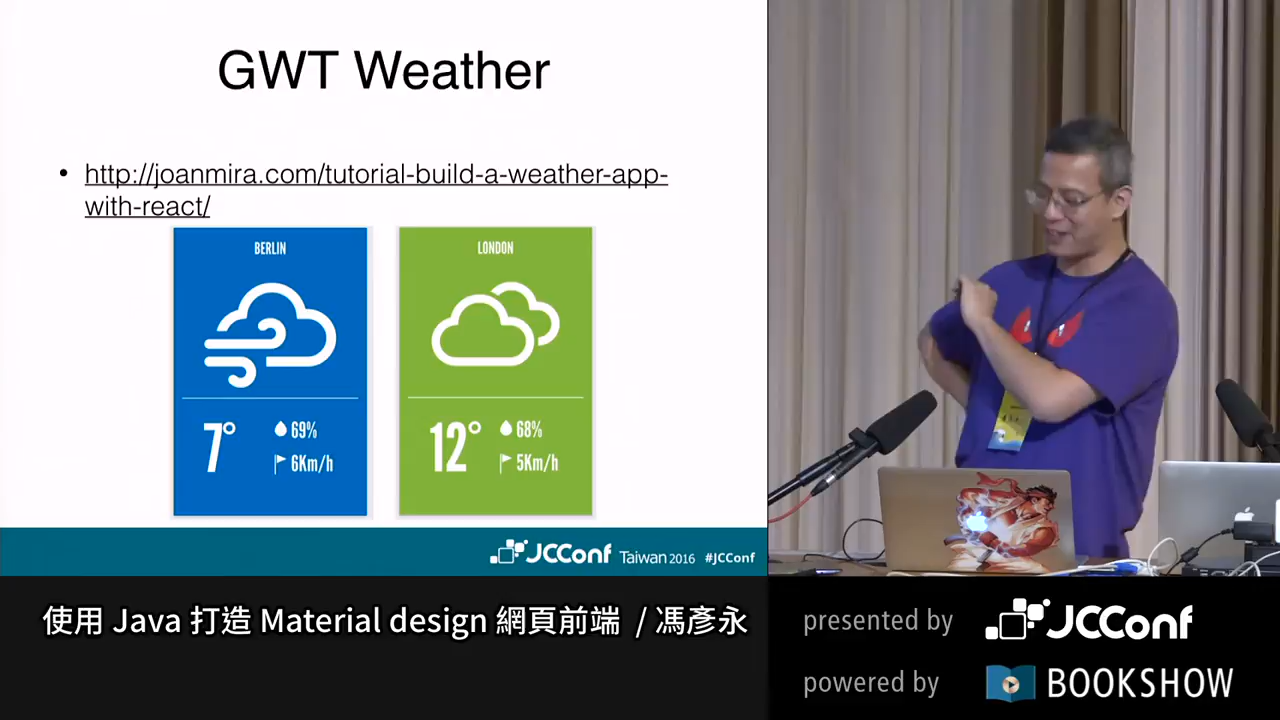 GWT Weather
• http://joanmira.com/tutorial-build-a-weather-app-
with-react/
BERLIN
7°
69%
6Km/h
LONDON
12°
68%
5Km/h
JCConf Taiwan 2016 #JCConf
使用 Java 打造 Material design 網頁前端 / 馮彥永
presented by JCConf
powered by BOOKSHOW